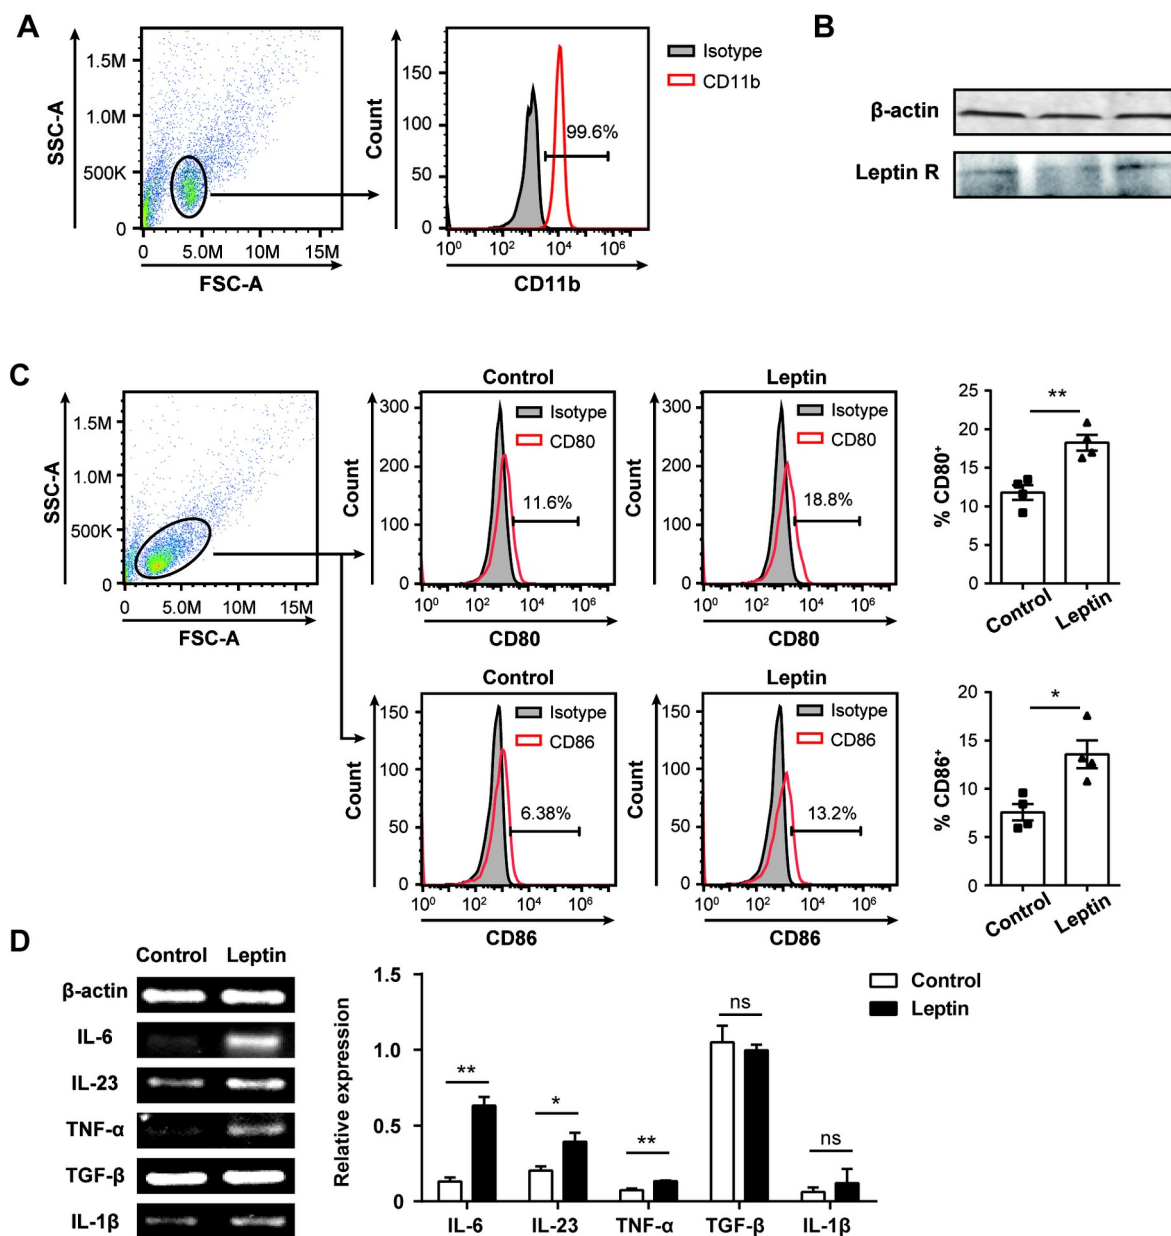 A
SSC-A
1.5M
1.0M
500K
0
0 5.0M 10M 15M
FSC-A
Count
150
100
50
0
10⁰ 10² 10⁴ 10⁶
CD11b
99.6%
Isotype
CD11b
B
β-actin
Leptin R
C
SSC-A
1.5M
1.0M
500K
0
0 5.0M 10M 15M
FSC-A
Control
Count
300
200
100
0
Isotype
CD80
11.6%
10⁰ 10² 10⁴ 10⁶
CD80
Leptin
Count
300
200
100
0
Isotype
CD80
18.8%
10⁰ 10² 10⁴ 10⁶
CD80
% CD80⁺
25
20
15
10
5
0
**
Control
Leptin
Control
Count
150
100
50
0
Isotype
CD86
6.38%
10⁰ 10² 10⁴ 10⁶
CD86
Leptin
Count
150
100
50
0
Isotype
CD86
13.2%
10⁰ 10² 10⁴ 10⁶
CD86
% CD86⁺
20
15
10
5
0
*
Control
Leptin
D
Control Leptin
β-actin
IL-6
IL-23
TNF-α
TGF-β
IL-1β
Relative expression
1.5
1.0
0.5
0
**
*
**
ns
ns
IL-6 IL-23 TNF-α TGF-β IL-1β
Control
Leptin